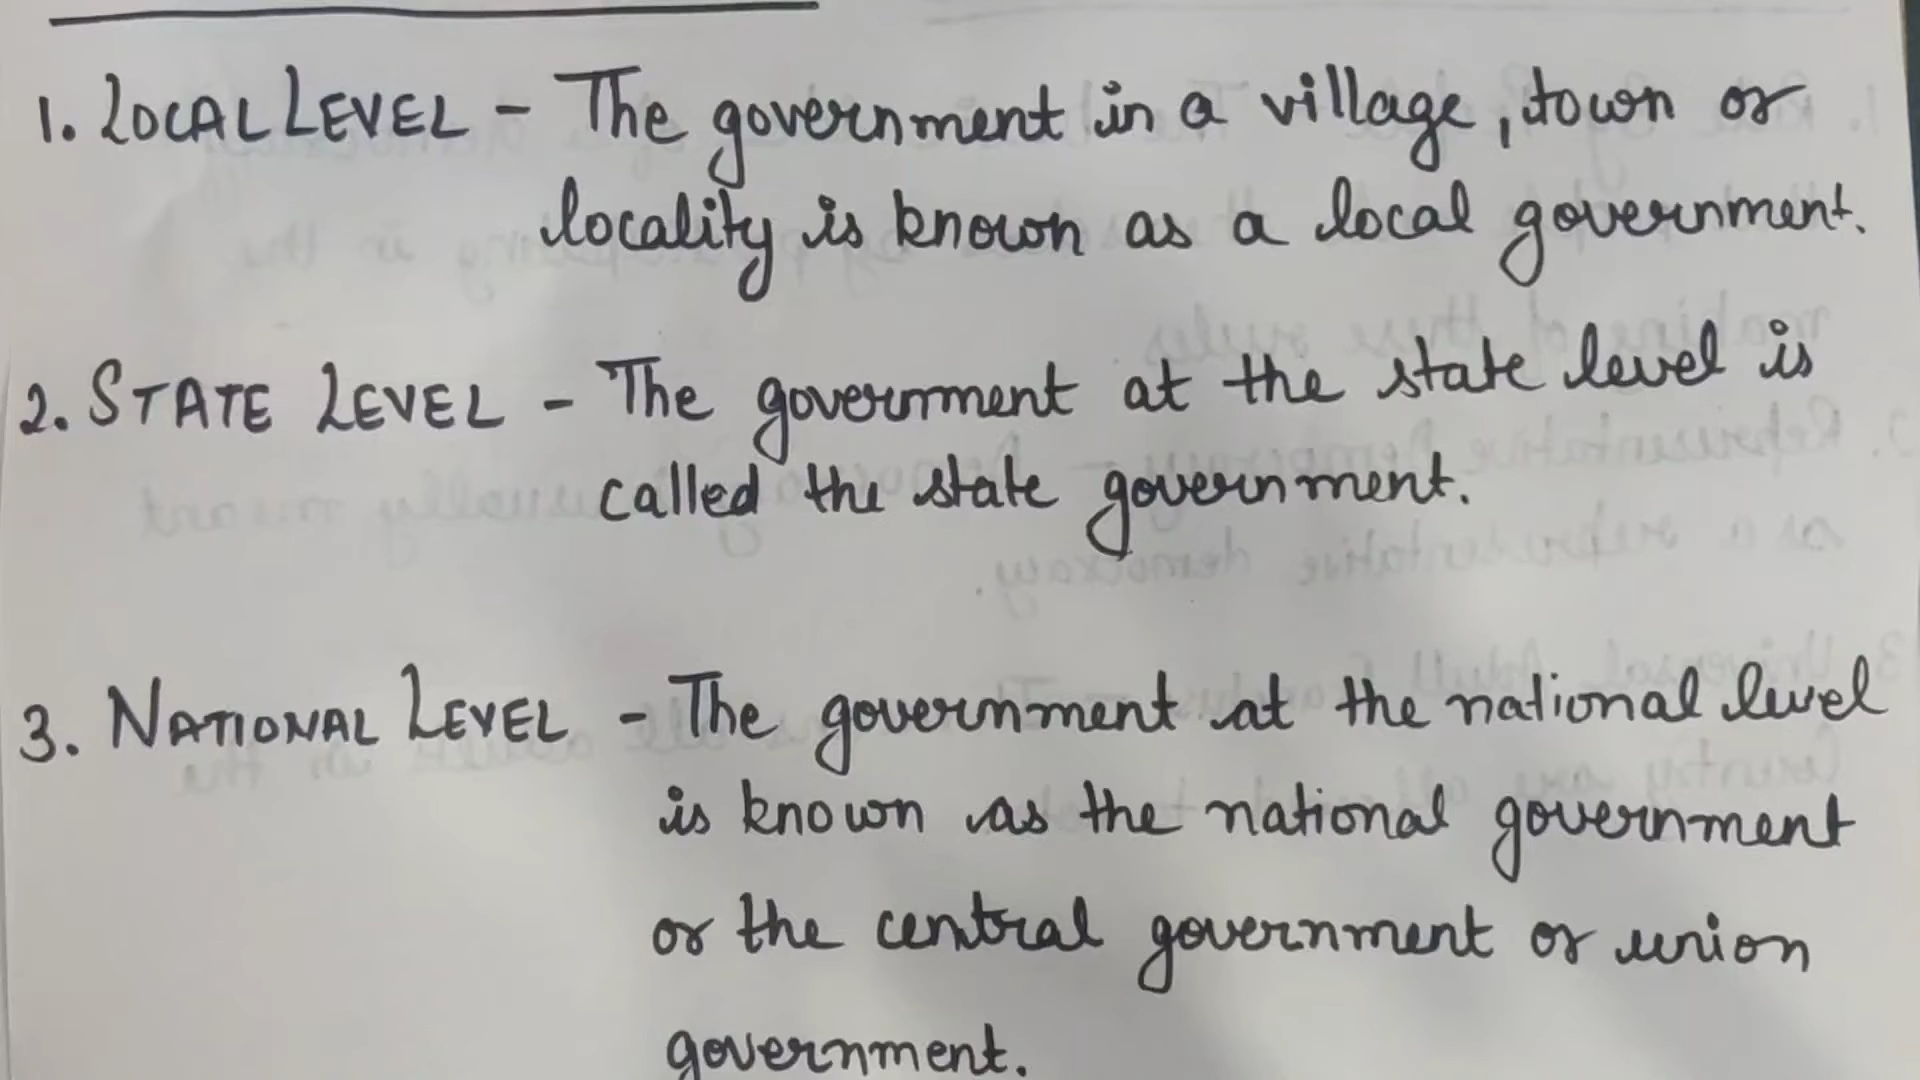 1. LOCAL LEVEL - The government in a village, town or
locality is known as a local government.
2. STATE LEVEL - The government at the state level is
called the state government.
3. NATIONAL LEVEL - The government at the national level
is known as the national government
or the central government or union
government.